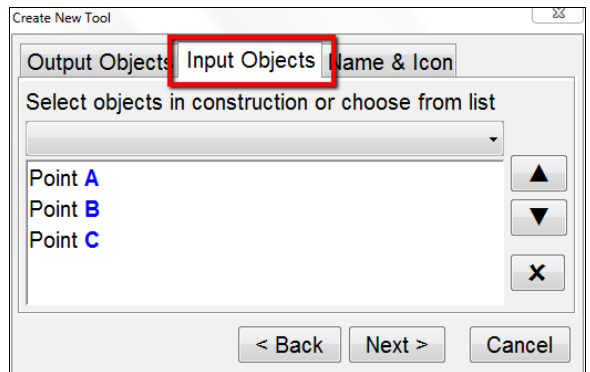 Create New Tool
Output Objects Input Objects Name & Icon
Select objects in construction or choose from list
Point A
Point B
Point C
< Back Next > Cancel